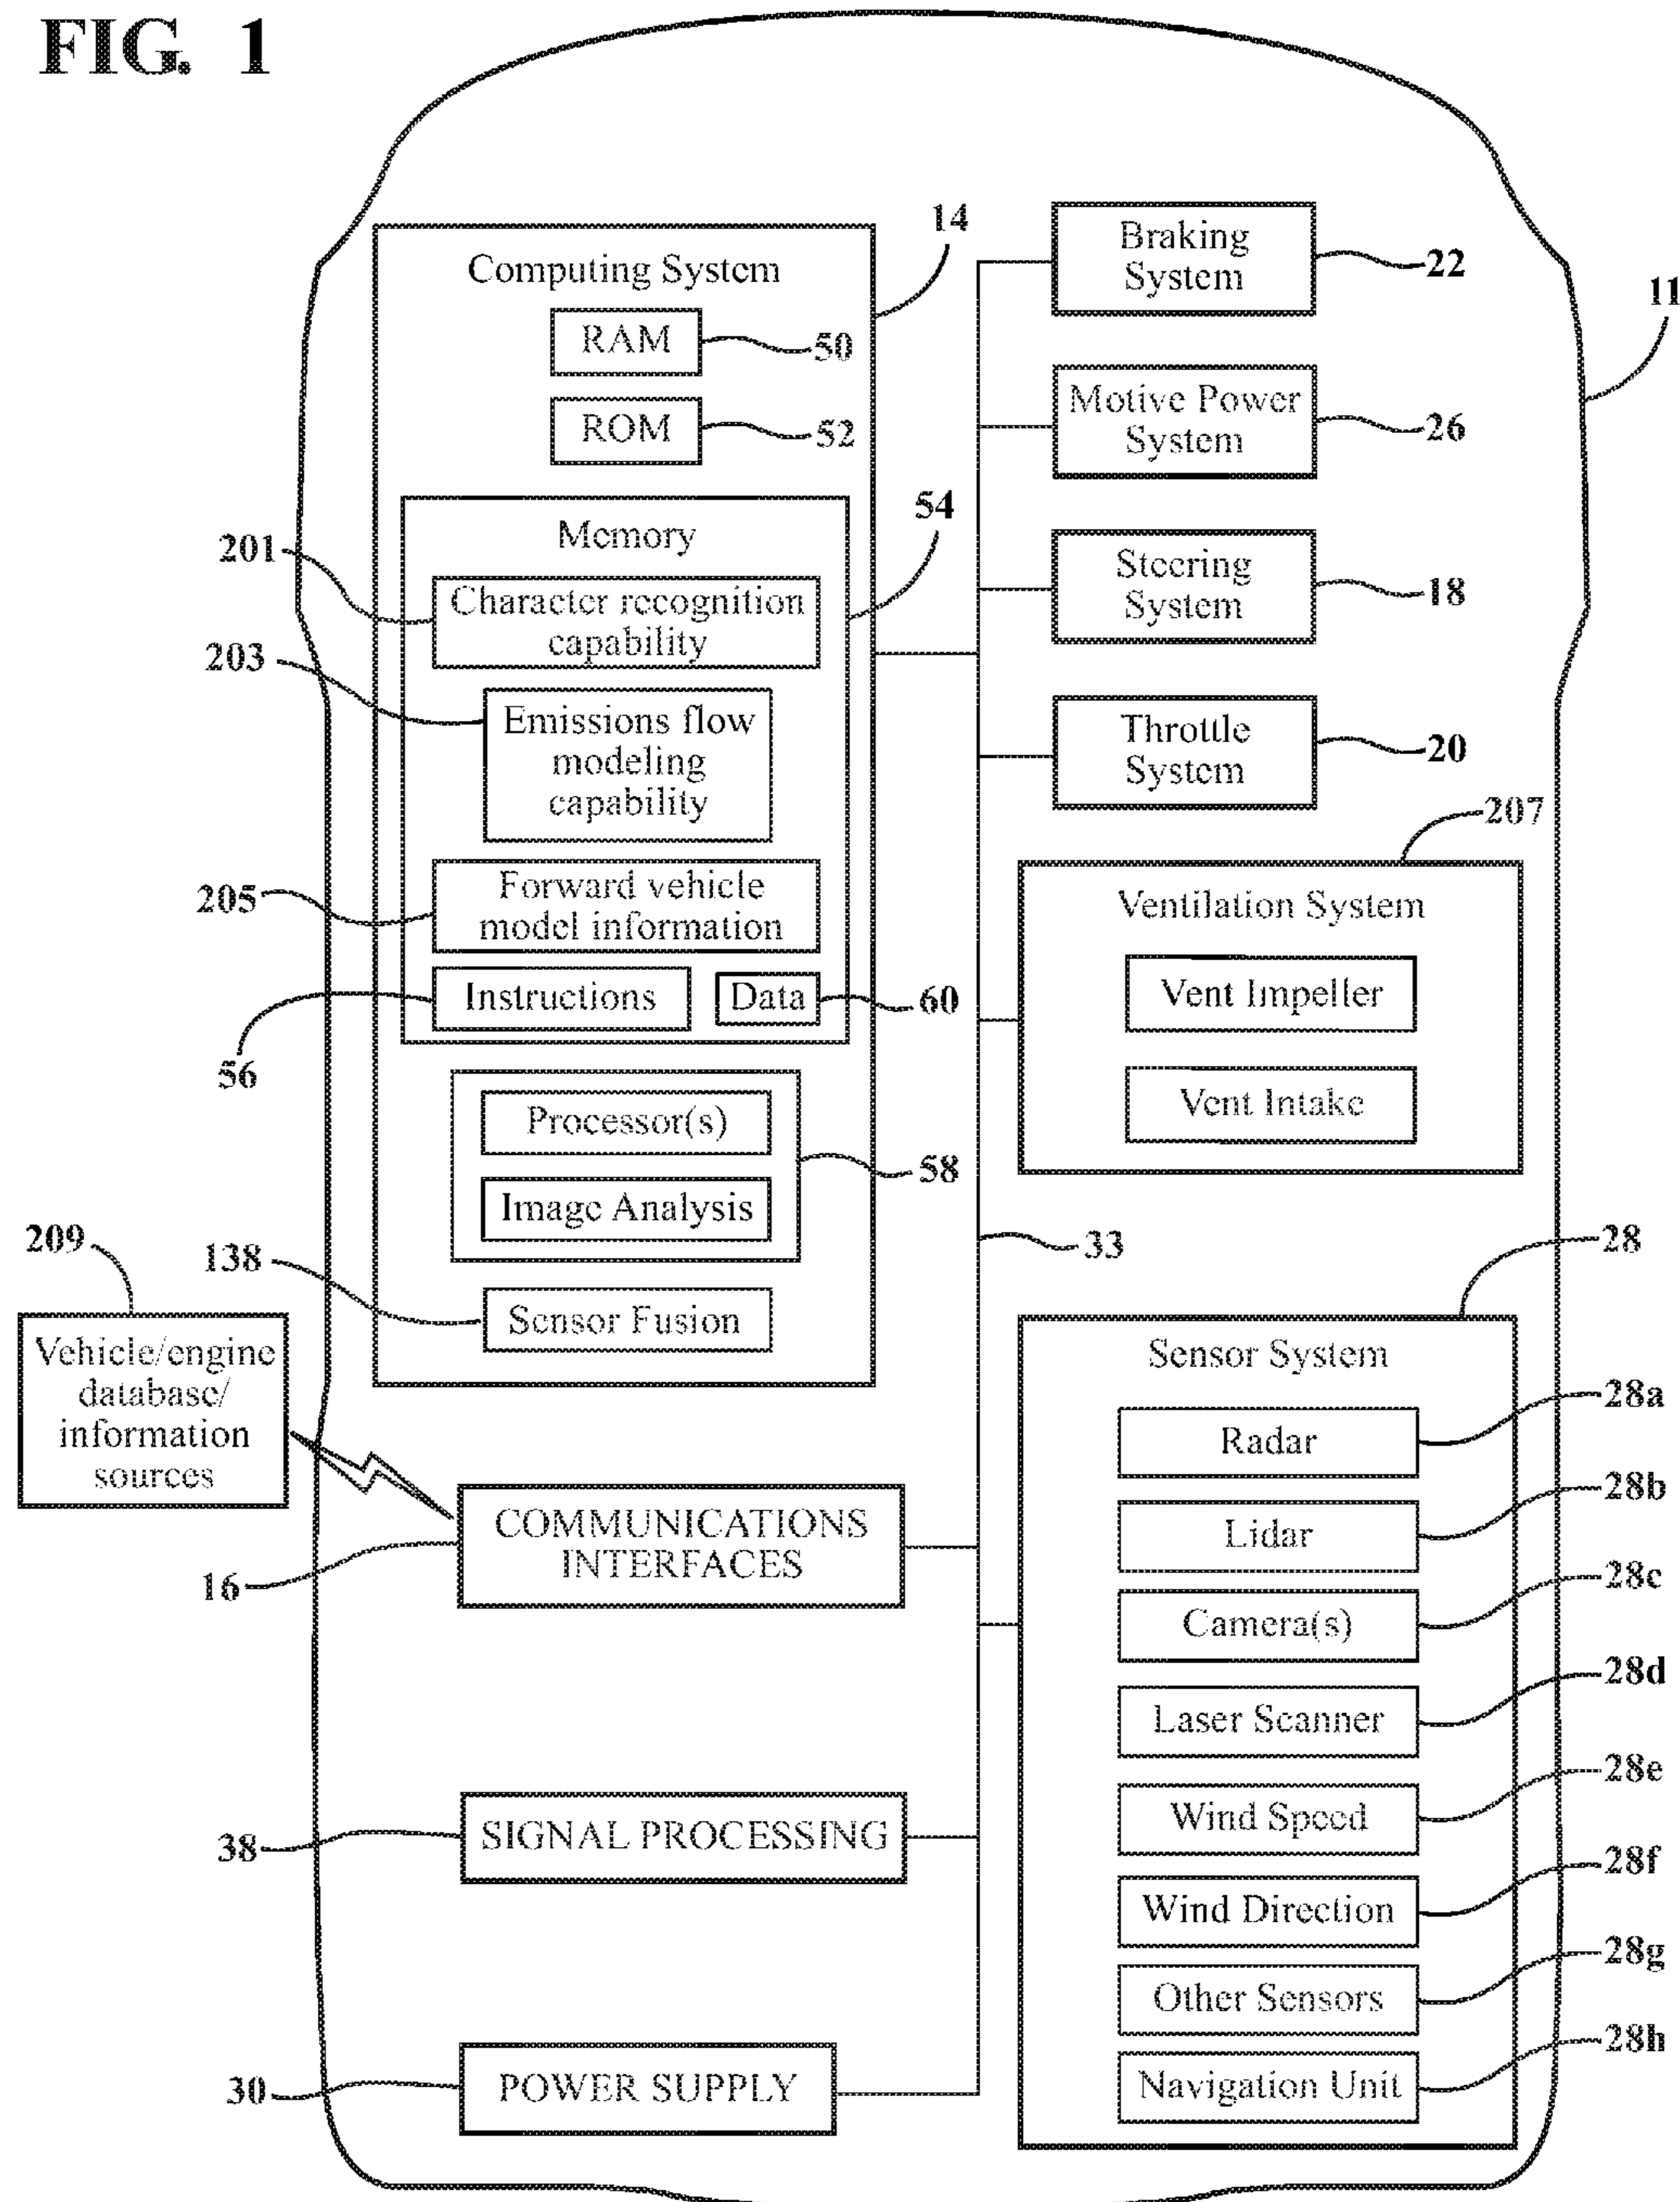 FIG. 1
14
Computing System
RAM
50
ROM
52
54
Memory
201
Character recognition
capability
203
Emissions flow
modeling
capability
205
Forward vehicle
model information
Instructions
Data
60
56
Processor(s)
58
Image Analysis
138
Sensor Fusion
209
Vehicle/engine
database/
information
sources
COMMUNICATIONS
INTERFACES
16
38
SIGNAL PROCESSING
30
POWER SUPPLY
Braking
System
22
11
Motive Power
System
26
Steering
System
18
Throttle
System
20
207
Ventilation System
Vent Impeller
Vent Intake
33
28
Sensor System
28a
Radar
28b
Lidar
28c
Camera(s)
28d
Laser Scanner
28e
Wind Speed
28f
Wind Direction
28g
Other Sensors
28h
Navigation Unit